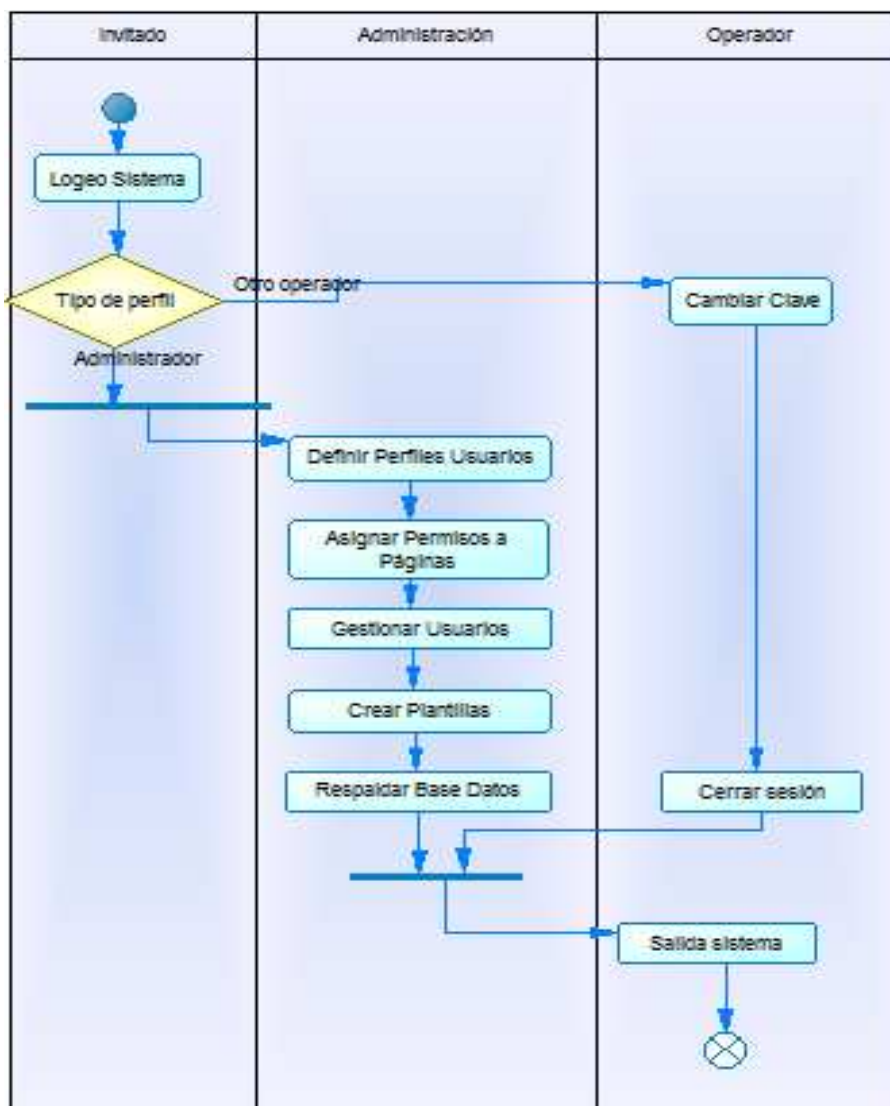 Invitado
Administración
Operador
Logeo Sistema
Tipo de perfil
Otro operador
Cambiar Clave
Administrador
Definir Perfiles Usuarios
Asignar Permisos a
Páginas
Gestionar Usuarios
Crear Plantillas
Respaldar Base Datos
Cerrar sesión
Salida sistema